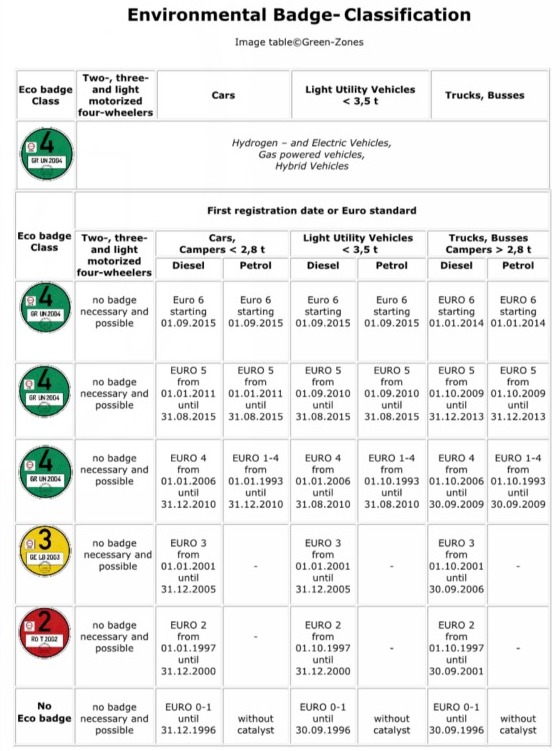 Environmental Badge- Classification
Image table©Green-Zones
Eco badge Class
Two-, three- and light motorized four-wheelers
Cars
Light Utility Vehicles < 3,5 t
Trucks, Busses
4
GR UN 2004
Hydrogen – and Electric Vehicles,
Gas powered vehicles,
Hybrid Vehicles
Eco badge Class
First registration date or Euro standard
Two-, three- and light motorized four-wheelers
Cars, Campers < 2,8 t
Light Utility Vehicles < 3,5 t
Trucks, Busses Campers > 2,8 t
Diesel
Petrol
Diesel
Petrol
Diesel
Petrol
4
GR UN 2004
no badge necessary and possible
Euro 6 starting 01.09.2015
Euro 6 starting 01.09.2015
Euro 6 starting 01.09.2015
Euro 6 starting 01.09.2015
EURO 6 starting 01.01.2014
EURO 6 starting 01.01.2014
4
GR UN 2004
no badge necessary and possible
EURO 5 from 01.01.2011 until 31.08.2015
EURO 5 from 01.01.2011 until 31.08.2015
EURO 5 from 01.09.2010 until 31.08.2015
EURO 5 from 01.09.2010 until 31.08.2015
EURO 5 from 01.10.2009 until 31.12.2013
EURO 5 from 01.10.2009 until 31.12.2013
4
GR UN 2004
no badge necessary and possible
EURO 4 from 01.01.2006 until 31.12.2010
EURO 1-4 from 01.01.1993 until 31.12.2010
EURO 4 from 01.01.2006 until 31.08.2010
EURO 1-4 from 01.10.1993 until 31.08.2010
EURO 4 from 01.10.2006 until 30.09.2009
EURO 1-4 from 01.10.1993 until 30.09.2009
3
GE LB 2003
no badge necessary and possible
EURO 3 from 01.01.2001 until 31.12.2005
-
EURO 3 from 01.01.2001 until 31.12.2005
-
EURO 3 from 01.10.2001 until 30.09.2006
-
2
RO T 2002
no badge necessary and possible
EURO 2 from 01.01.1997 until 31.12.2000
-
EURO 2 from 01.10.1997 until 31.12.2000
-
EURO 2 from 01.10.1997 until 30.09.2001
-
No Eco badge
no badge necessary and possible
EURO 0-1 until 31.12.1996
without catalyst
EURO 0-1 until 30.09.1996
without catalyst
EURO 0-1 until 30.09.1996
without catalyst